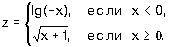 z = { lg(-x), если x < 0,
√x+1, если x ≥ 0.